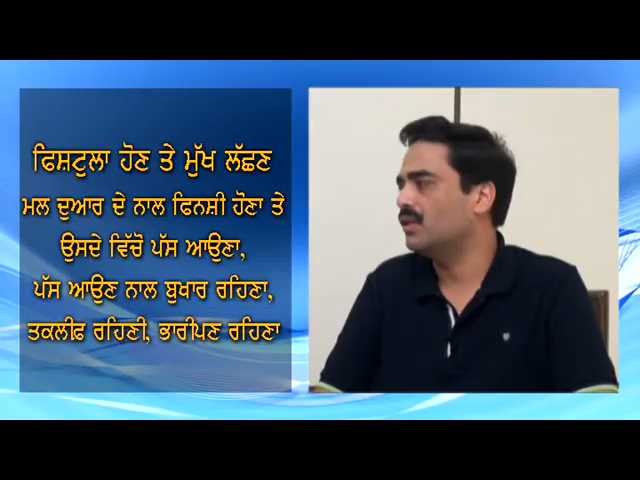 ਫਿਸ਼ਟੁਲਾ ਹੋਣ ਤੇ ਮੁੱਖ ਲੱਛਣ
ਮਲ ਦੁਆਰ ਦੇ ਨਾਲ ਫਿਨਸ਼ੀ ਹੋਣਾ ਤੇ
ਉਸਦੇ ਵਿੱਚੋ ਪੱਸ ਆਉਣਾ,
ਪੱਸ ਆਉਣ ਨਾਲ ਬੁਖਾਰ ਰਹਿਣਾ,
ਤਕਲੀਫ਼ ਰਹਿਣੀ, ਭਾਰੀਪਣ ਰਹਿਣਾ